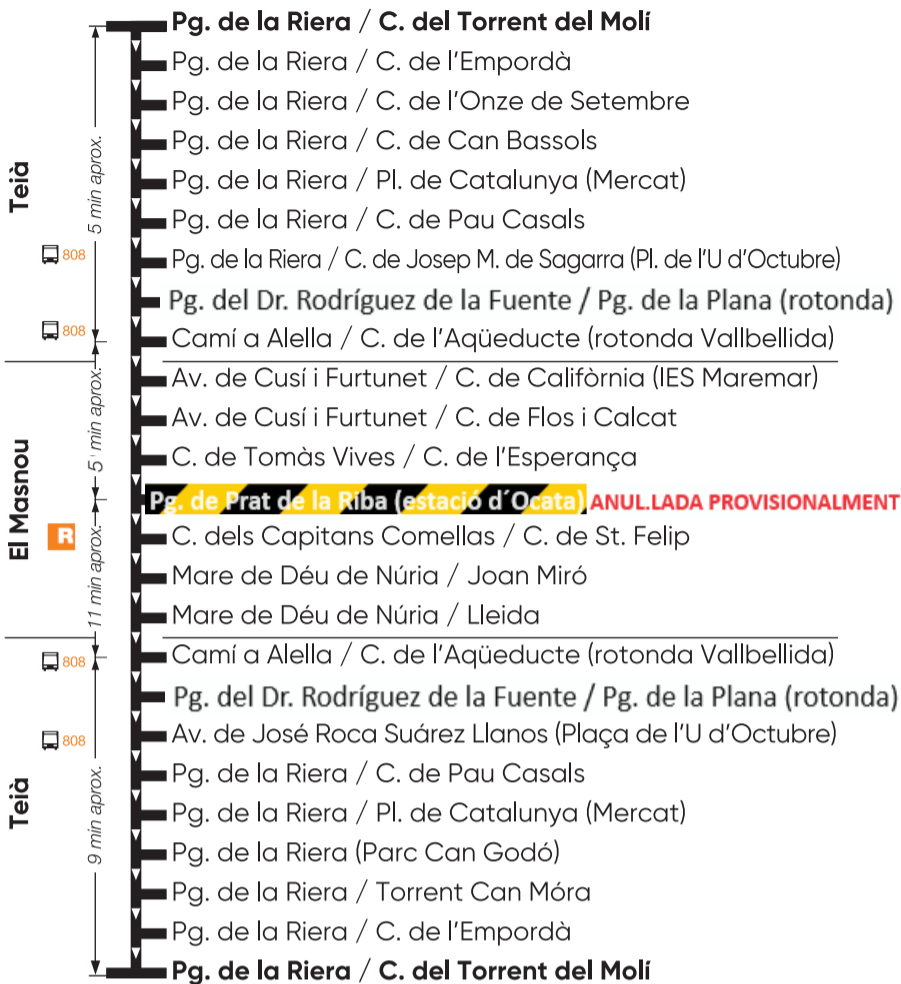 Pg. de la Riera / C. del Torrent del Molí
Pg. de la Riera / C. de l'Empordà
Pg. de la Riera / C. de l'Onze de Setembre
Pg. de la Riera / C. de Can Bassols
Pg. de la Riera / Pl. de Catalunya (Mercat)
Pg. de la Riera / C. de Pau Casals
808 Pg. de la Riera / C. de Josep M. de Sagarra (Pl. de l'U d'Octubre)
Pg. del Dr. Rodríguez de la Fuente / Pg. de la Plana (rotonda)
808 Camí a Alella / C. de l'Aqüeducte (rotonda Vallbellida)
Teià
5 min aprox.
Av. de Cusí i Furtunet / C. de Califòrnia (IES Maremar)
Av. de Cusí i Furtunet / C. de Flos i Calcat
C. de Tomàs Vives / C. de l'Esperança
Pg. de Prat de la Riba (estació d´Ocata) ANUL.LADA PROVISIONALMENT
R C. dels Capitans Comellas / C. de St. Felip
Mare de Déu de Núria / Joan Miró
Mare de Déu de Núria / Lleida
El Masnou
5 min aprox.
11 min aprox.
808 Camí a Alella / C. de l'Aqüeducte (rotonda Vallbellida)
Pg. del Dr. Rodríguez de la Fuente / Pg. de la Plana (rotonda)
808 Av. de José Roca Suárez Llanos (Plaça de l'U d'Octubre)
Pg. de la Riera / C. de Pau Casals
Pg. de la Riera / Pl. de Catalunya (Mercat)
Pg. de la Riera (Parc Can Godó)
Pg. de la Riera / Torrent Can Móra
Pg. de la Riera / C. de l'Empordà
Pg. de la Riera / C. del Torrent del Molí
Teià
9 min aprox.